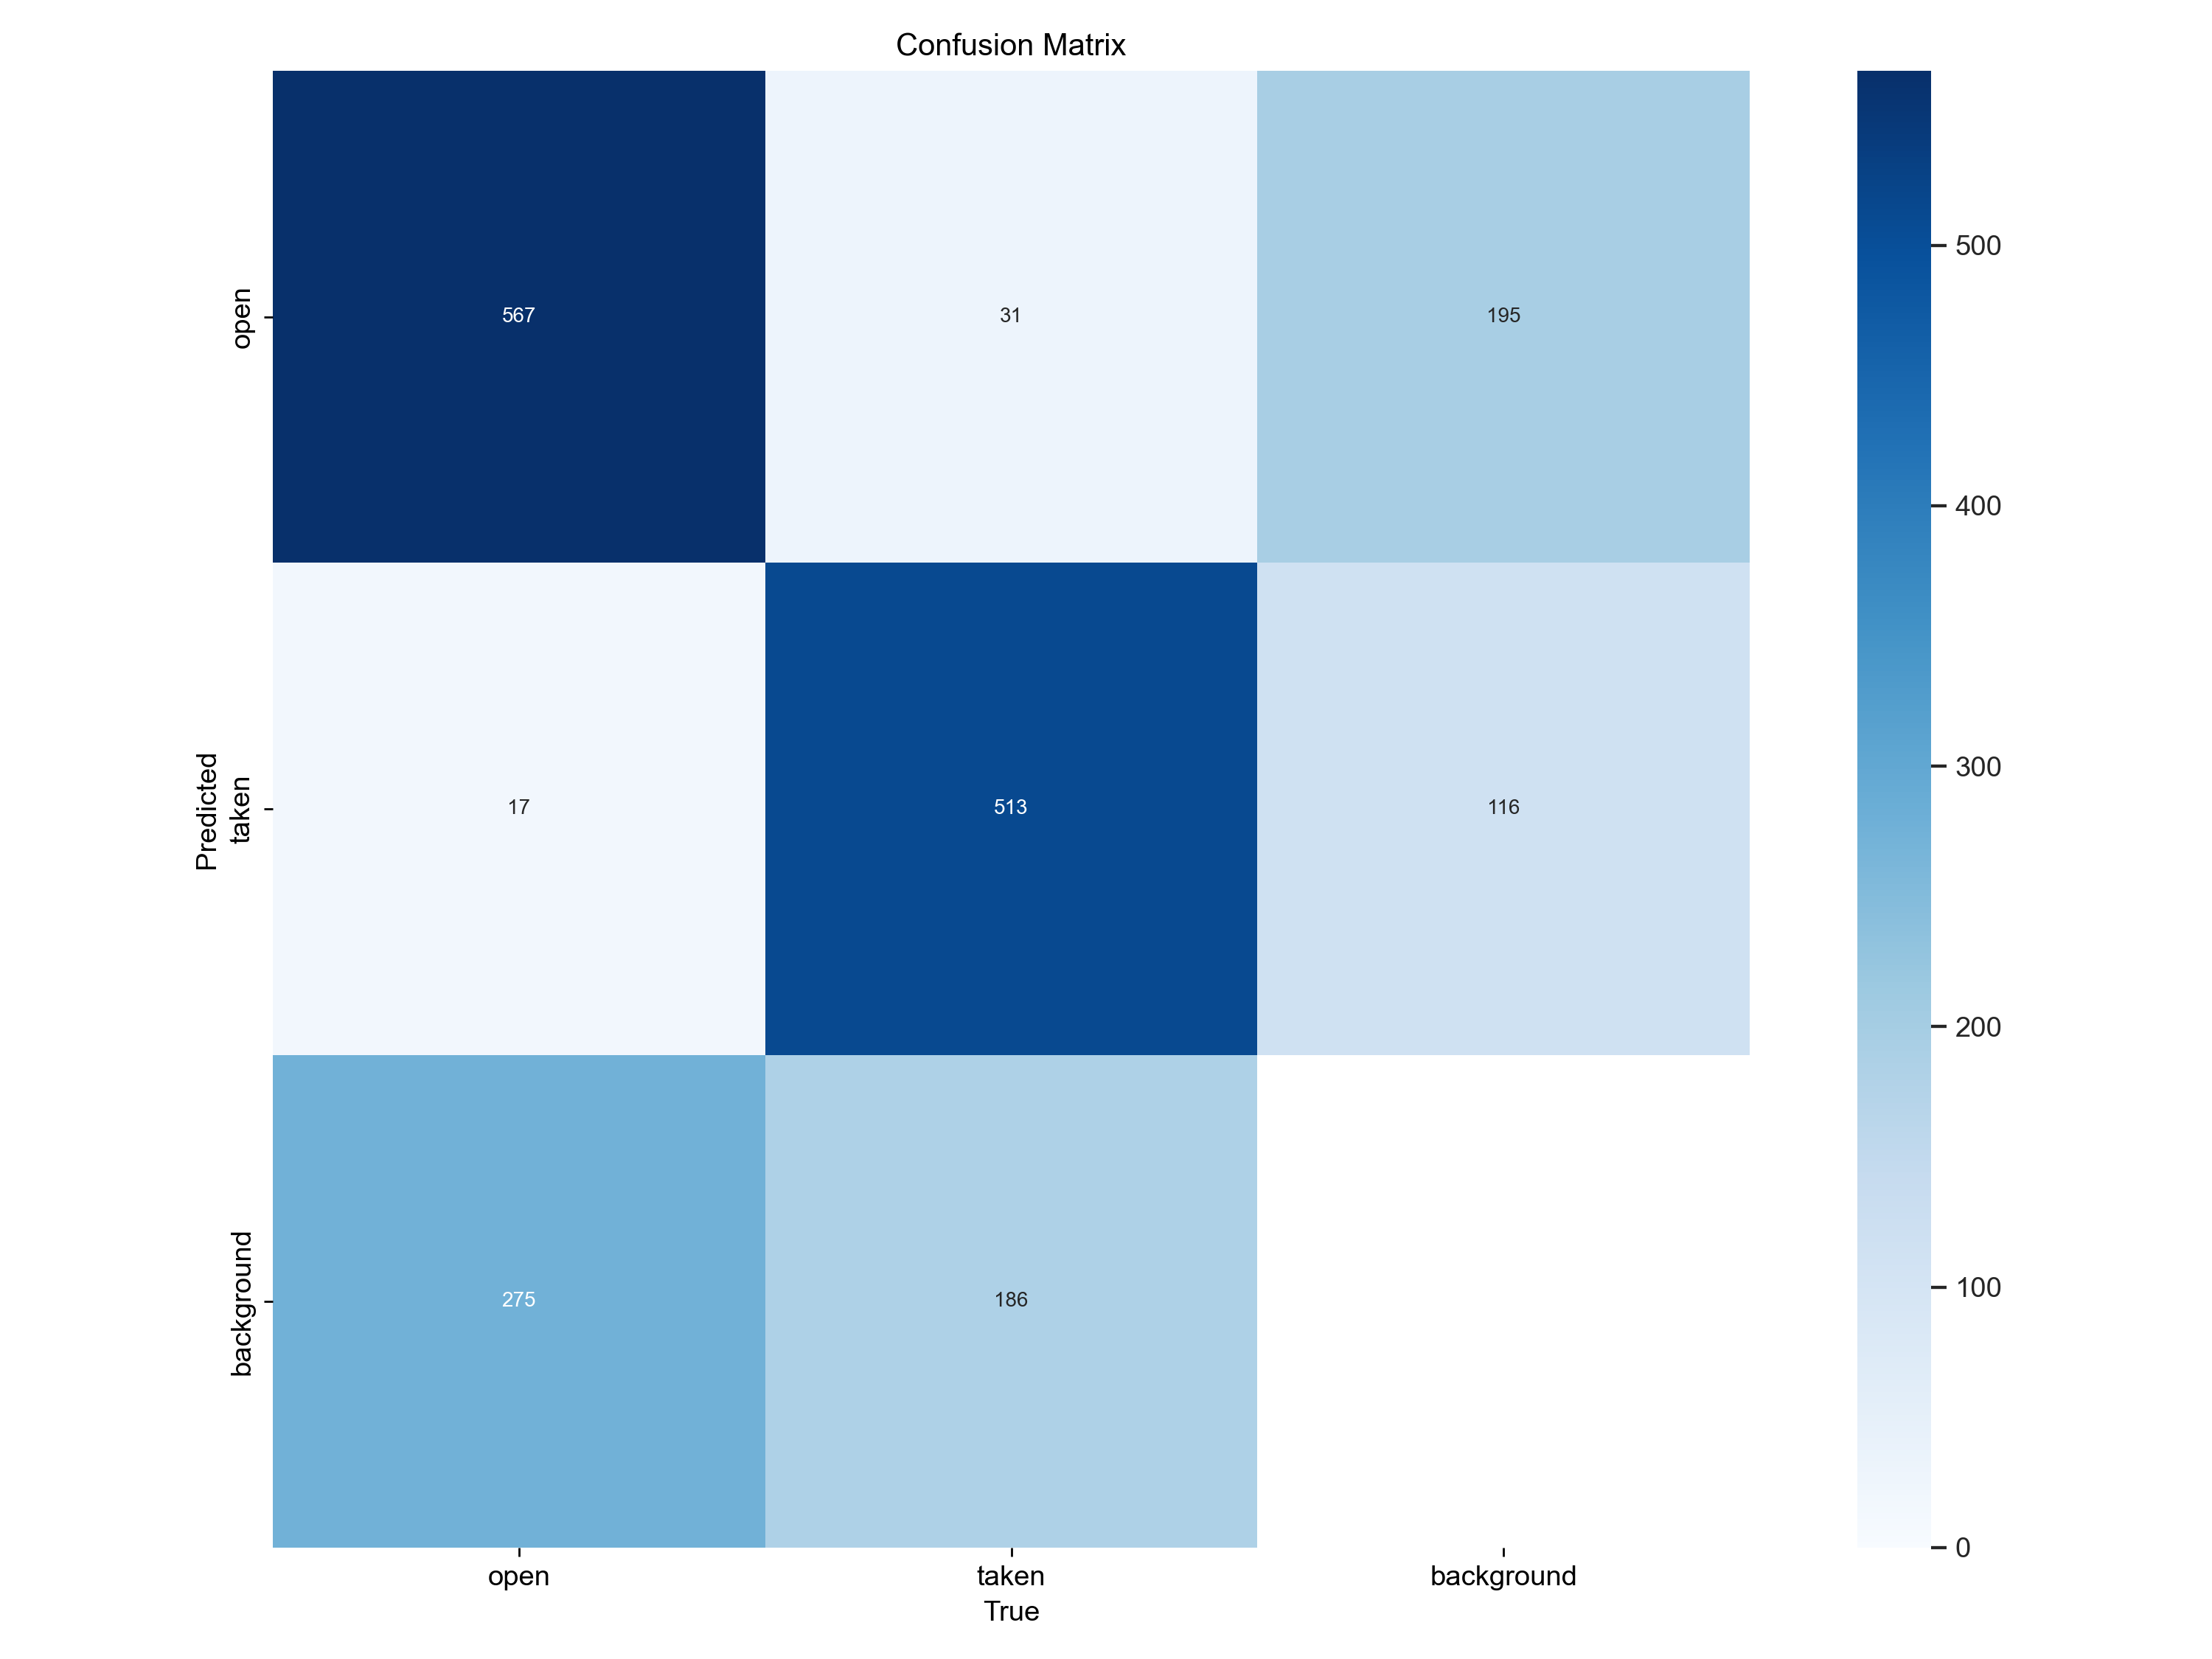 Confusion Matrix
open
567
31
195
500
400
300
Predicted
taken
17
513
116
200
100
background
275
186
0
open
taken
background
True